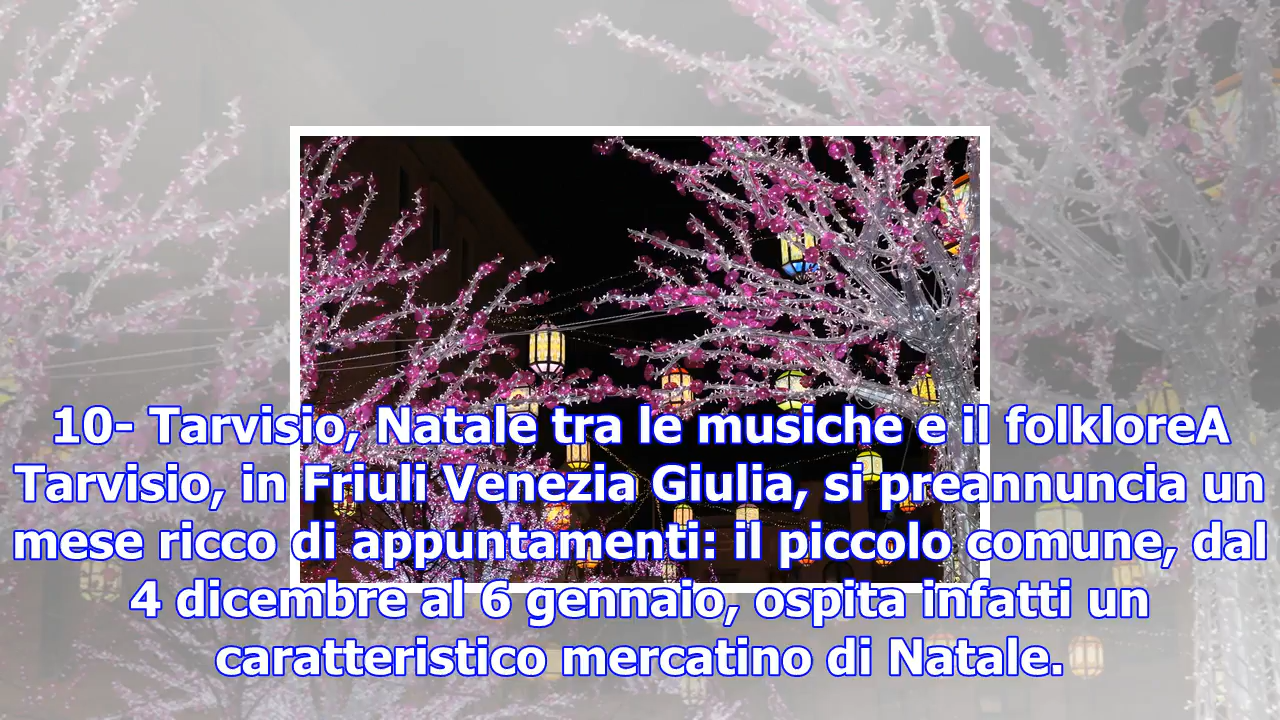 10- Tarvisio, Natale tra le musiche e il folkloreA
Tarvisio, in Friuli Venezia Giulia, si preannuncia un
mese ricco di appuntamenti: il piccolo comune, dal
4 dicembre al 6 gennaio, ospita infatti un
caratteristico mercatino di Natale.